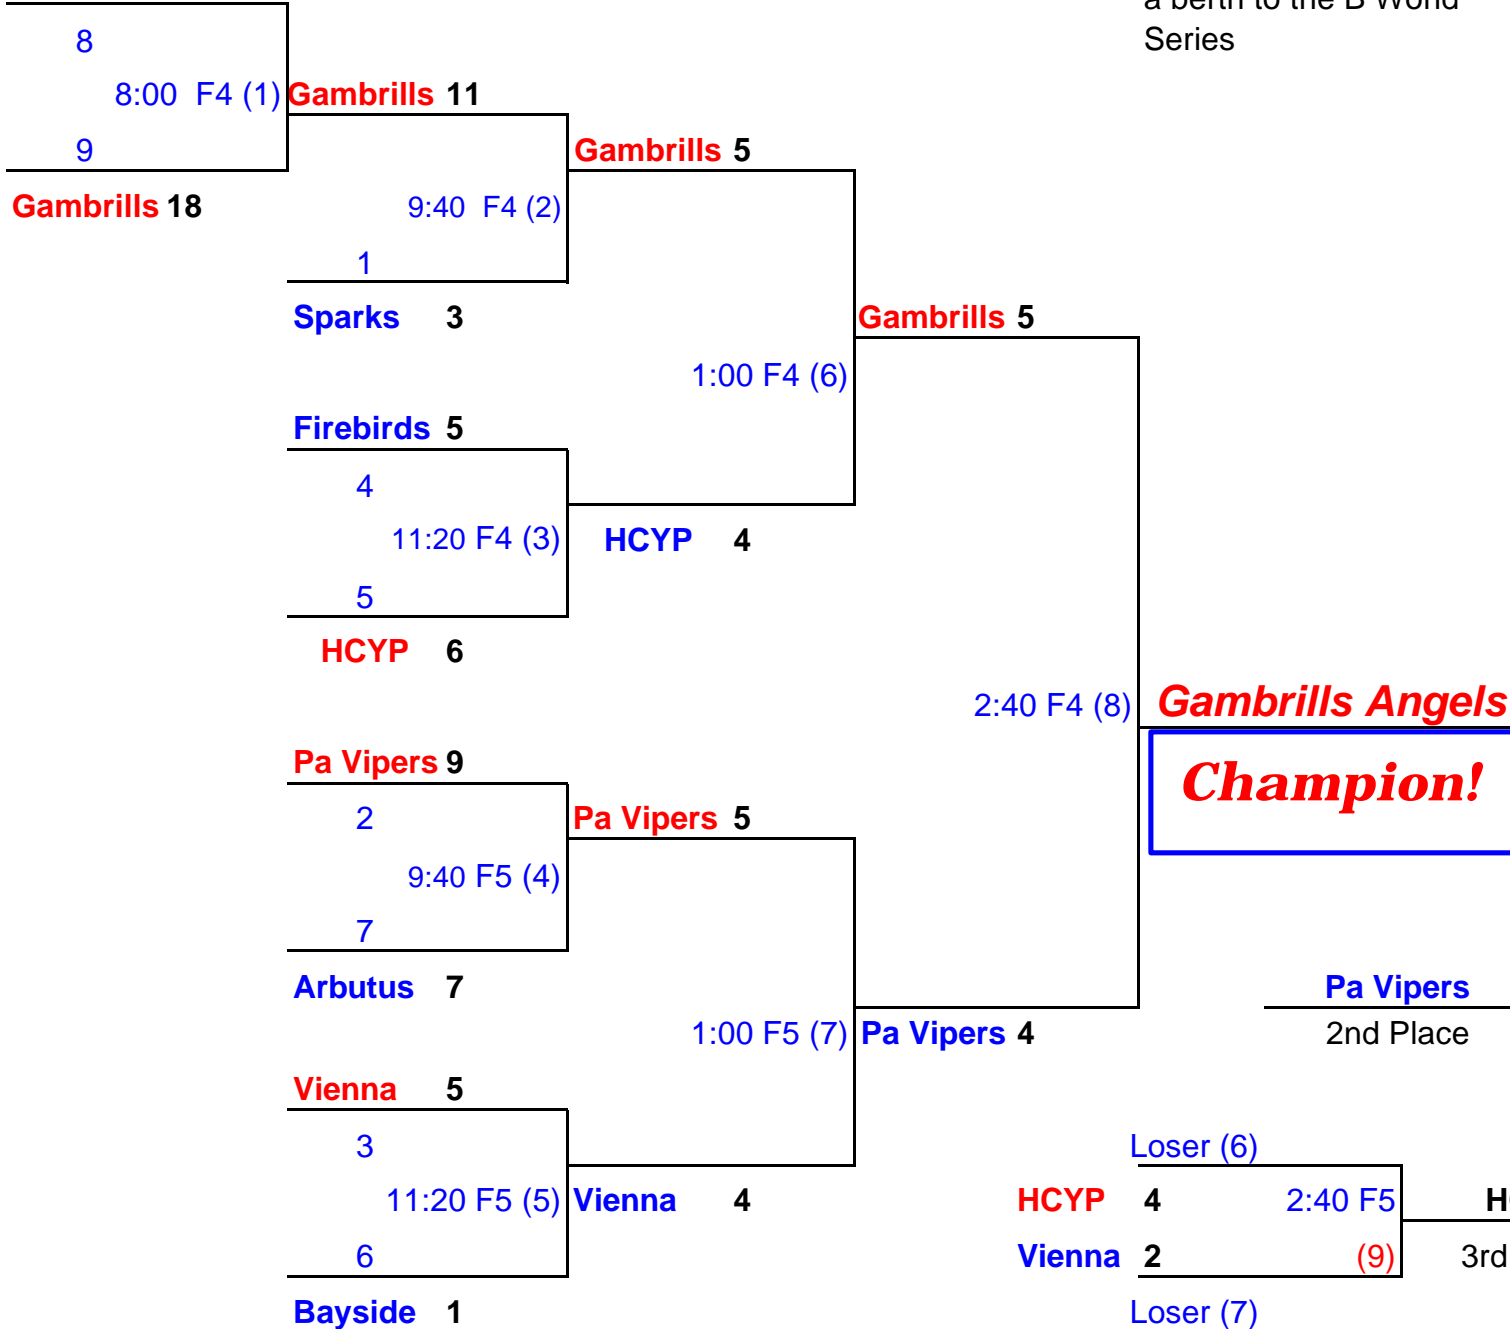 a berth to the B World
Series
8
8:00 F4 (1)
Gambrills 11
9
Gambrills 5
Gambrills 18
9:40 F4 (2)
1
Sparks 3
Gambrills 5
1:00 F4 (6)
Firebirds 5
4
11:20 F4 (3)
HCYP 4
5
HCYP 6
2:40 F4 (8)
Gambrills Angels
Pa Vipers 9
Champion!
2
Pa Vipers 5
9:40 F5 (4)
7
Arbutus 7
Pa Vipers
1:00 F5 (7)
Pa Vipers 4
2nd Place
Vienna 5
3
Loser (6)
11:20 F5 (5)
Vienna 4
HCYP 4
2:40 F5
6
Vienna 2
(9)
3rd
Bayside 1
Loser (7)